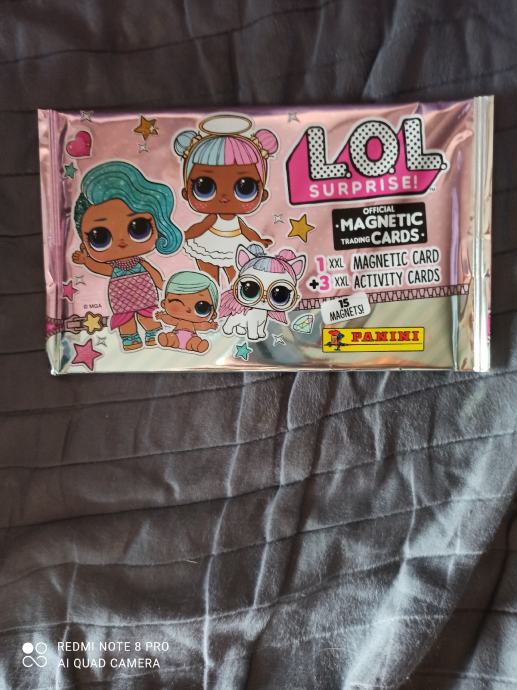 L.O.L.
SURPRISE!
™
OFFICIAL
•MAGNETIC
TRADING CARDS•
1 XXL MAGNETIC CARD
+3 XXL ACTIVITY CARDS
15
MAGNETS!
© MGA
PANINI
REDMI NOTE 8 PRO
AI QUAD CAMERA